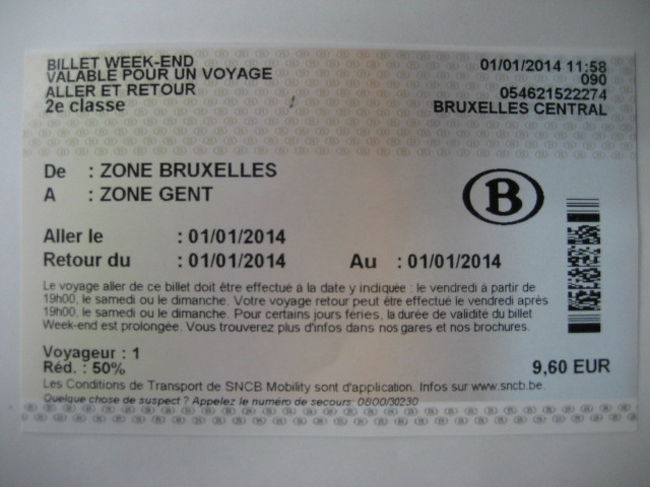 BILLET WEEK-END
VALABLE POUR UN VOYAGE
ALLER ET RETOUR
2e classe
01/01/2014 11:58
090
054621522274
BRUXELLES CENTRAL
De : ZONE BRUXELLES
A : ZONE GENT
B
Aller le : 01/01/2014
Retour du : 01/01/2014 Au : 01/01/2014
Le voyage aller de ce billet doit être effectué à la date y indiquée : le vendredi à partir de
19h00, le samedi ou le dimanche. Votre voyage retour peut être effectué le vendredi après
19h00, le samedi ou le dimanche. Pour certains jours fériés, la durée de validité du billet
Week-end est prolongée. Vous trouverez plus d'infos dans nos gares et nos brochures.
Voyageur : 1
Réd. : 50%
9,60 EUR
Les Conditions de Transport de SNCB Mobility sont d'application. Infos sur www.sncb.be.
Quelque chose de suspect ? Appelez le numéro de secours: 0800/30230